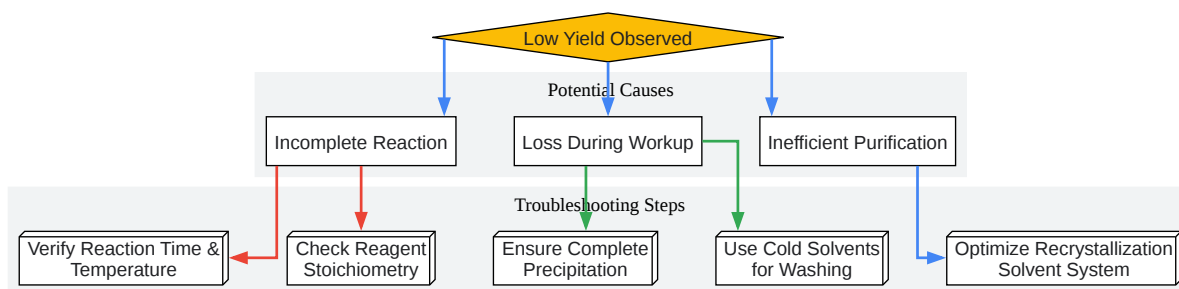 Low Yield Observed
Potential Causes
Incomplete Reaction
Loss During Workup
Inefficient Purification
Troubleshooting Steps
Verify Reaction Time &
Temperature
Check Reagent
Stoichiometry
Ensure Complete
Precipitation
Use Cold Solvents
for Washing
Optimize Recrystallization
Solvent System